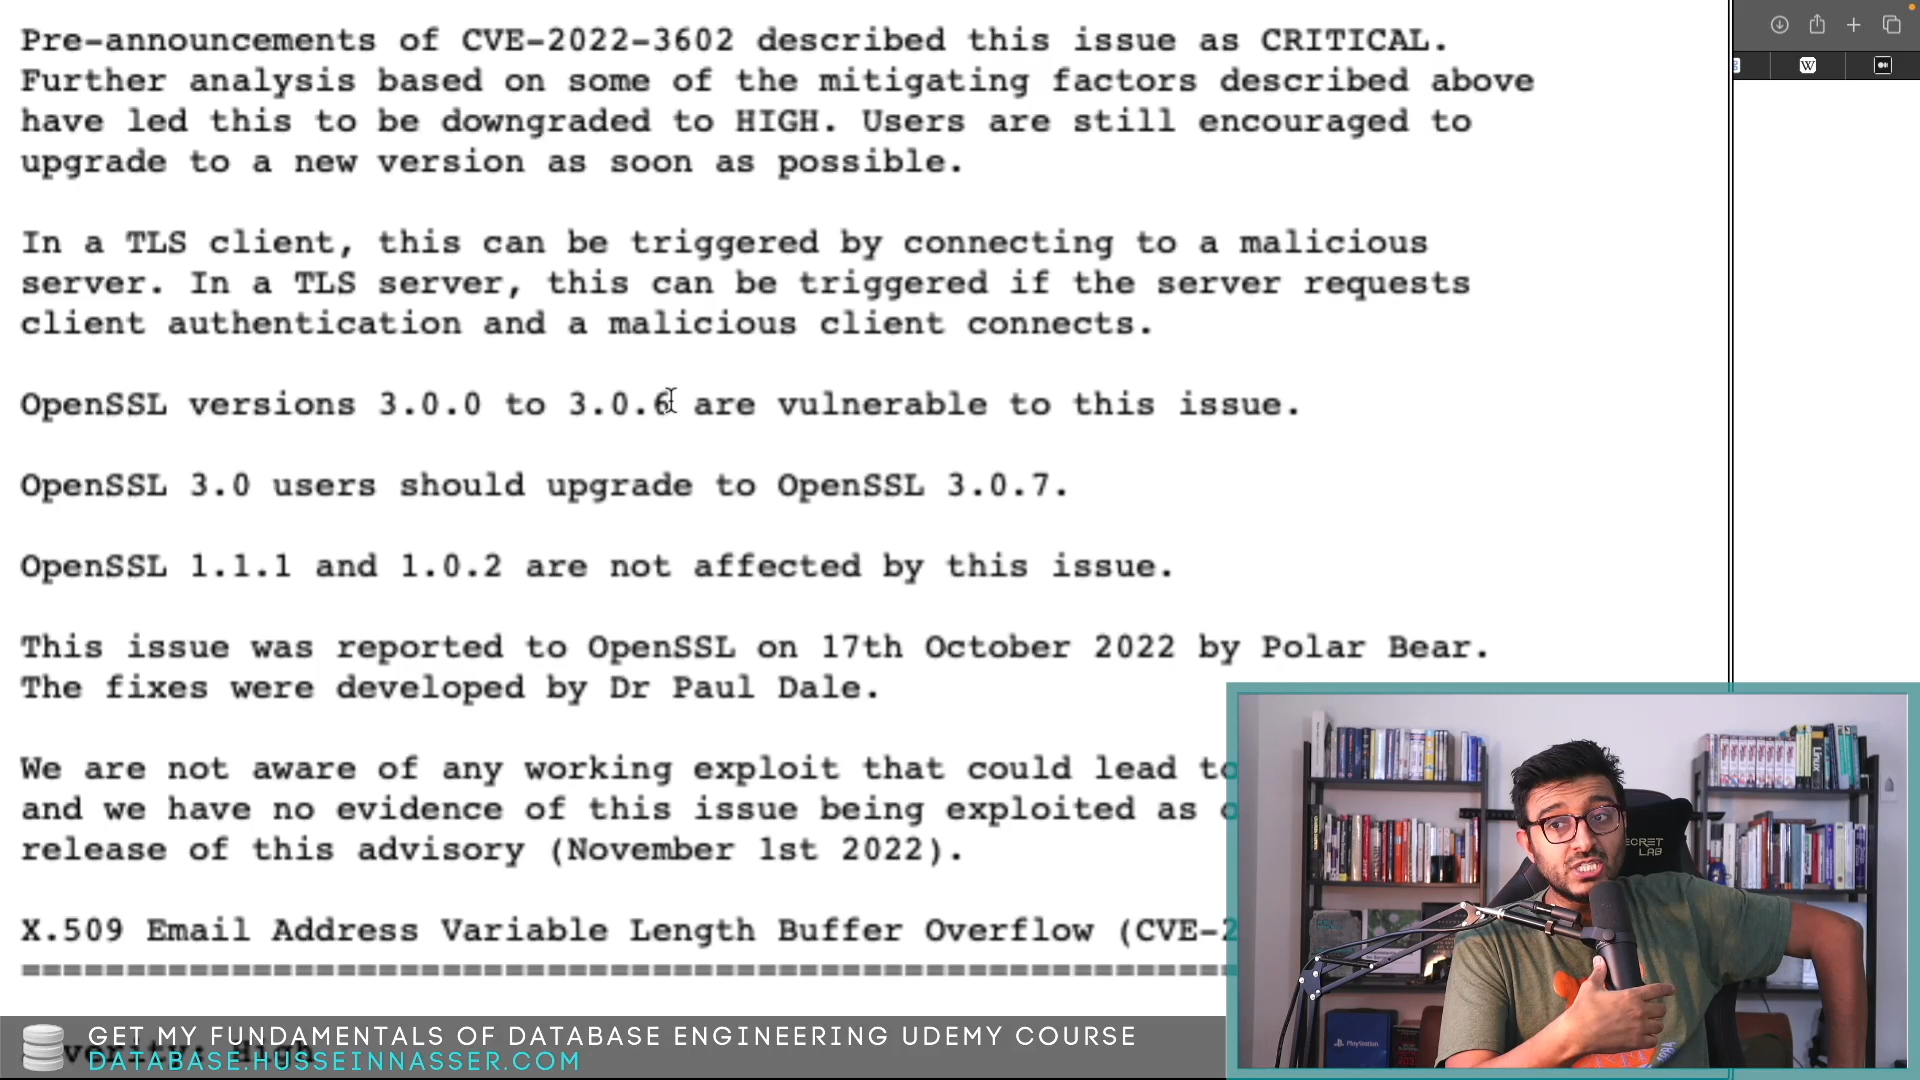 Pre-announcements of CVE-2022-3602 described this issue as CRITICAL.
Further analysis based on some of the mitigating factors described above
have led this to be downgraded to HIGH. Users are still encouraged to
upgrade to a new version as soon as possible.
In a TLS client, this can be triggered by connecting to a malicious
server. In a TLS server, this can be triggered if the server requests
client authentication and a malicious client connects.
OpenSSL versions 3.0.0 to 3.0.6 are vulnerable to this issue.
OpenSSL 3.0 users should upgrade to OpenSSL 3.0.7.
OpenSSL 1.1.1 and 1.0.2 are not affected by this issue.
This issue was reported to OpenSSL on 17th October 2022 by Polar Bear.
The fixes were developed by Dr Paul Dale.
We are not aware of any working exploit that could lead to
and we have no evidence of this issue being exploited as o
release of this advisory (November 1st 2022).
X.509 Email Address Variable Length Buffer Overflow (CVE-2
==========================================================
GET MY FUNDAMENTALS OF DATABASE ENGINEERING UDEMY COURSE
DATABASE.HUSSEINNASSER.COM
W
SECRET
LAB
Linux
PlayStation